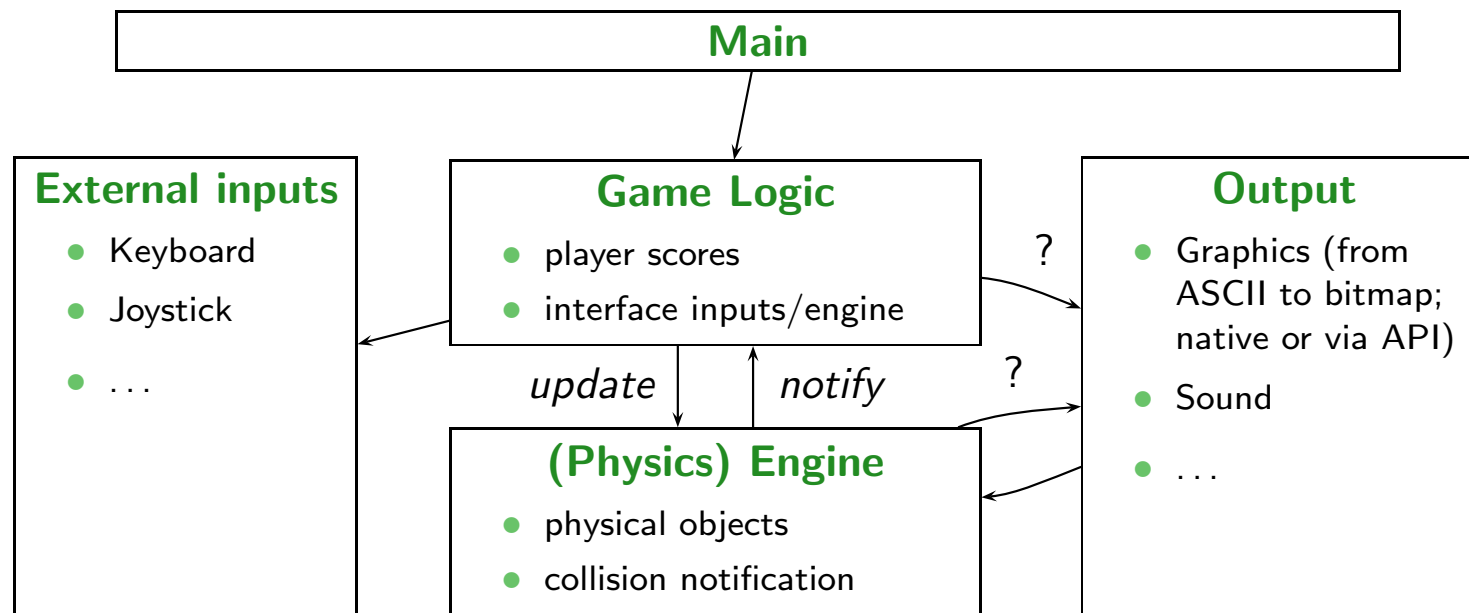 Main
External inputs
• Keyboard
• Joystick
• . . .
Game Logic
• player scores
• interface inputs/engine
?
Output
• Graphics (from
ASCII to bitmap;
native or via API)
• Sound
• . . .
update
notify
?
(Physics) Engine
• physical objects
• collision notification